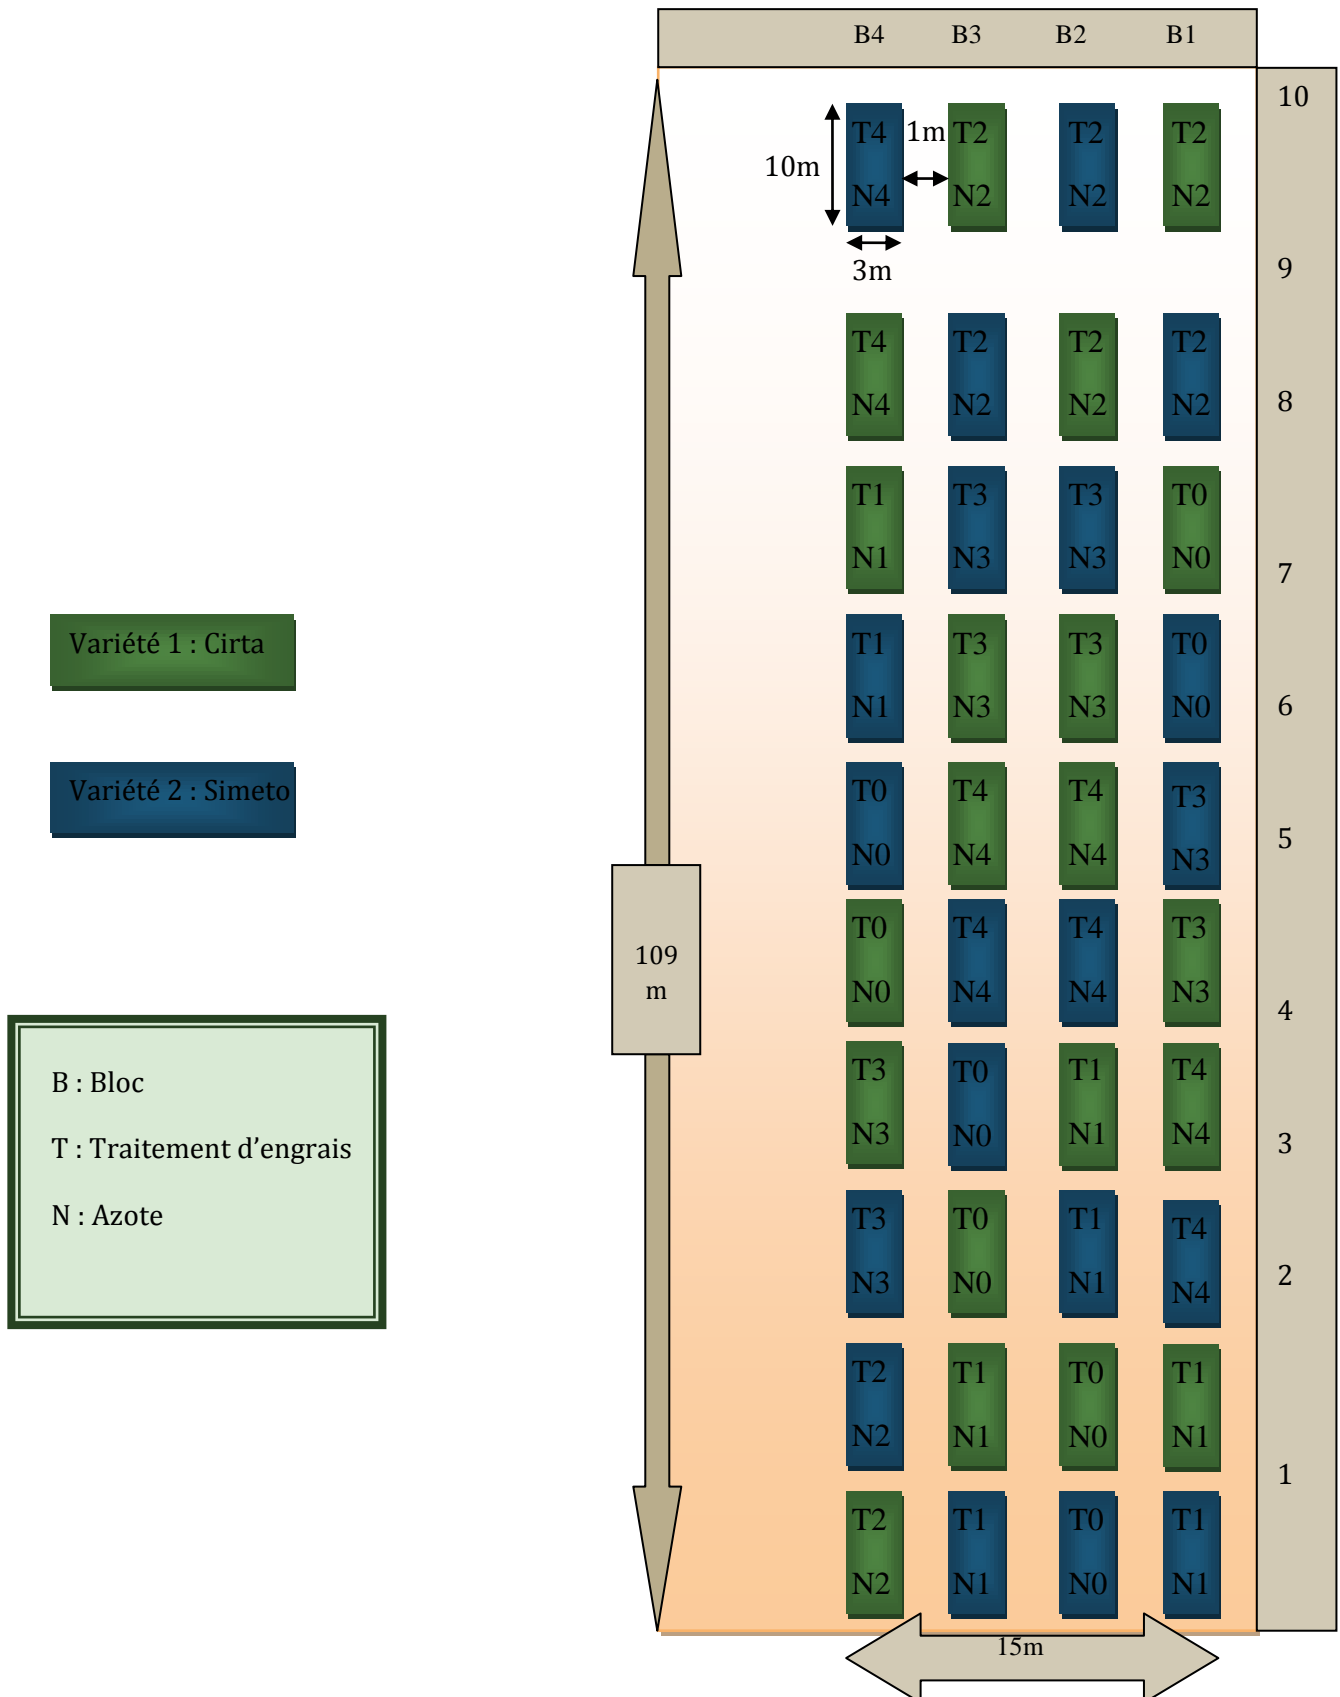 B4 B3 B2 B1
10
T4 1m T2 T2 T2
10m
N4 N2 N2 N2
3m
9
T4 T2 T2 T2
N4 N2 N2 N2
8
T1 T3 T3 T0
N1 N3 N3 N0
7
Variété 1 : Cirta
T1 T3 T3 T0
N1 N3 N3 N0
6
Variété 2 : Simeto
T0 T4 T4 T3
N0 N4 N4 N3
5
T0 T4 T4 T3
109
m
N0 N4 N4 N3
4
T3 T0 T1 T4
N3 N0 N1 N4
3
B : Bloc
T : Traitement d'engrais
N : Azote
T3 T0 T1 T4
N3 N0 N1 N4
2
T2 T1 T0 T1
N2 N1 N0 N1
1
T2 T1 T0 T1
N2 N1 N0 N1
15m